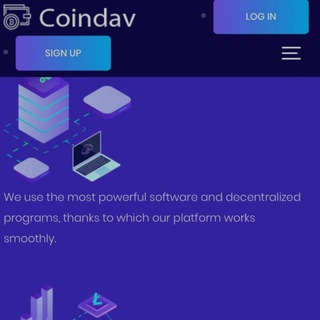 Coindav
LOG IN
SIGN UP
We use the most powerful software and decentralized
programs, thanks to which our platform works
smoothly.